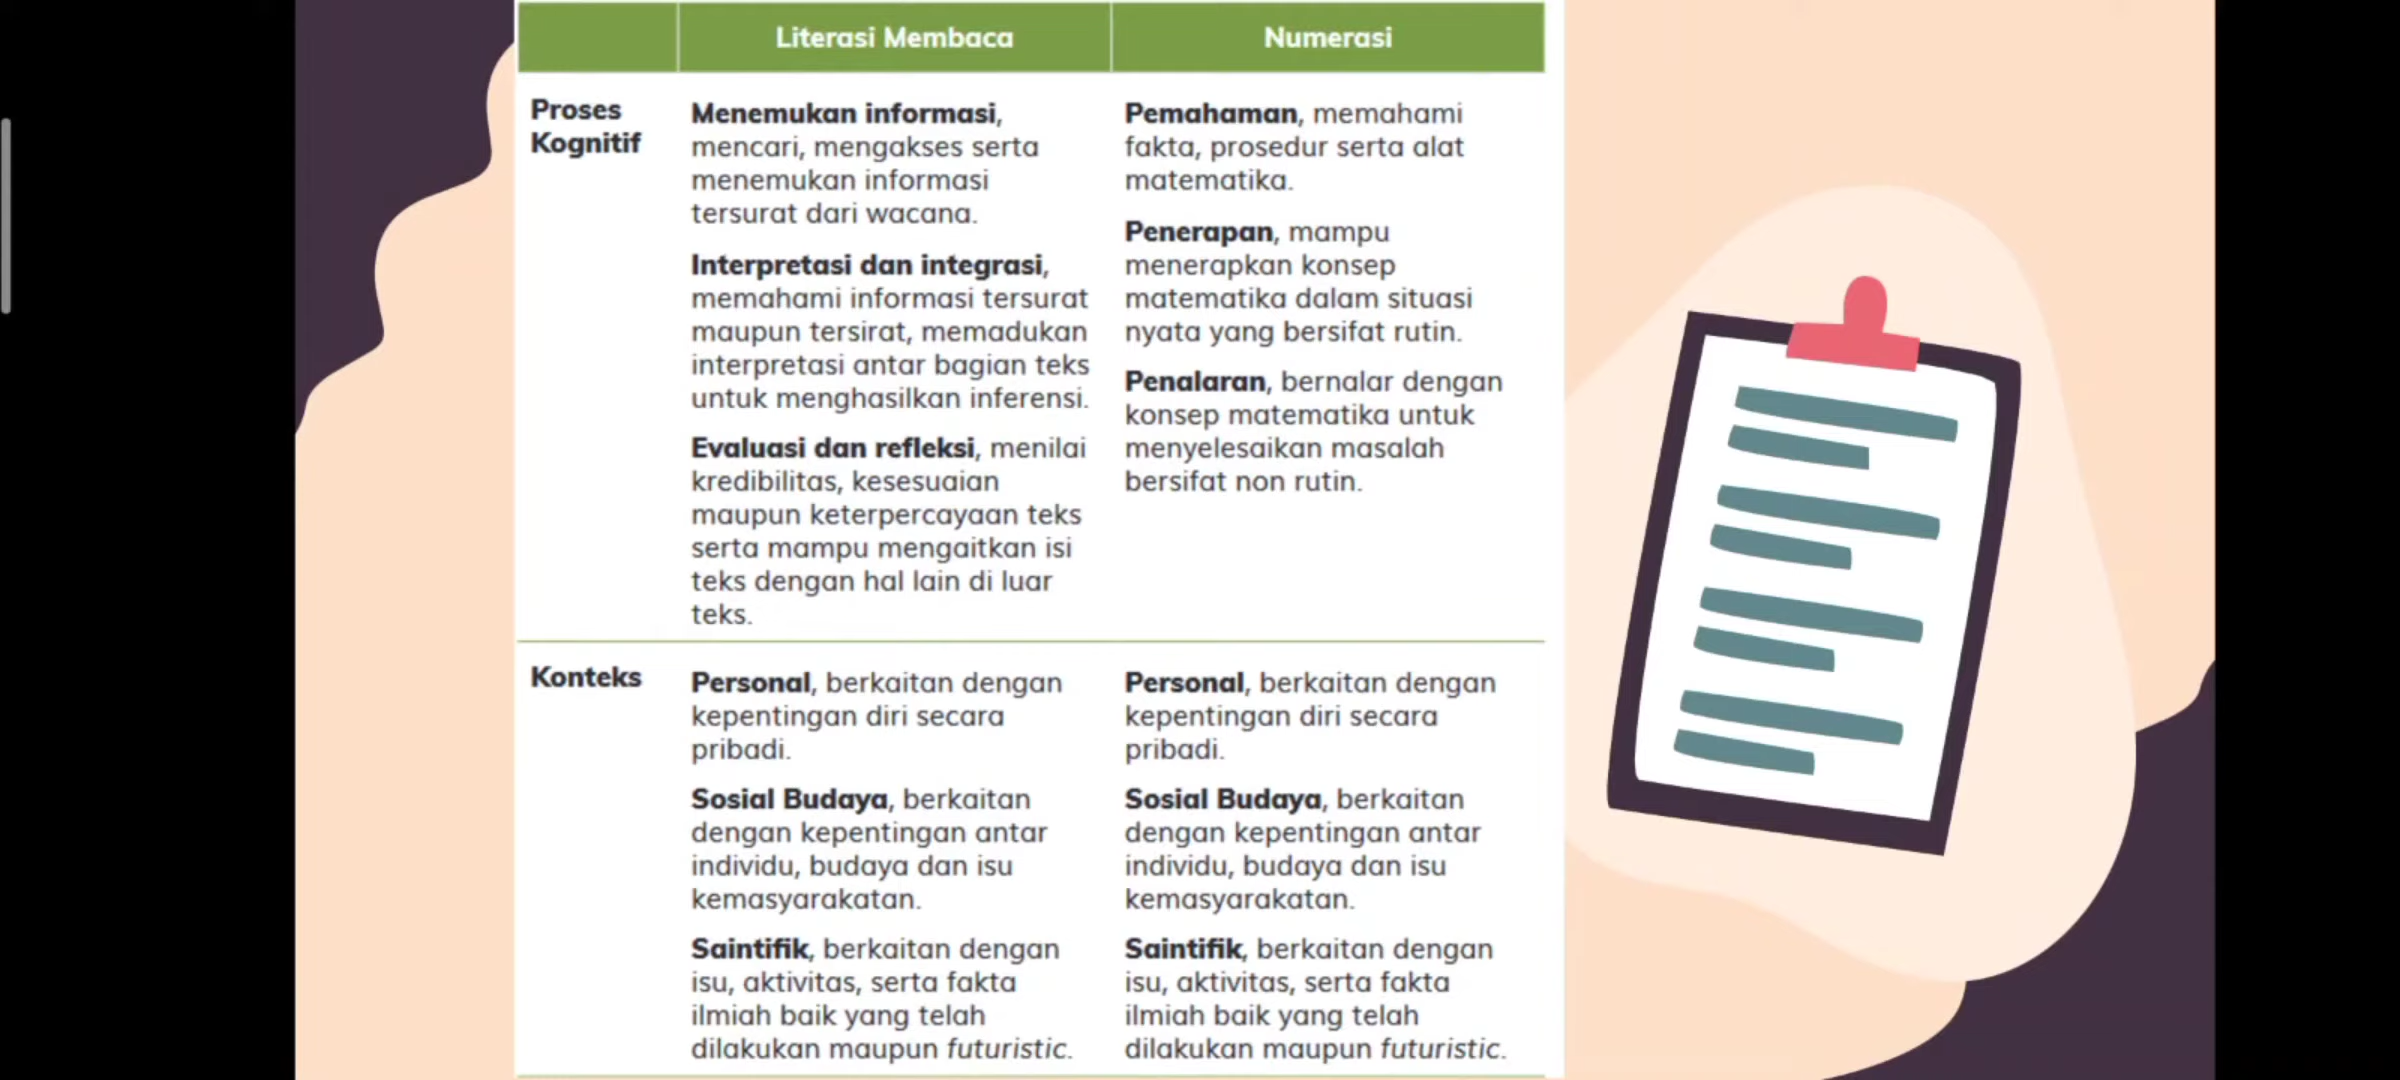 Literasi Membaca
Numerasi
Proses
Kognitif
Menemukan informasi,
mencari, mengakses serta
menemukan informasi
tersurat dari wacana.
Interpretasi dan integrasi,
memahami informasi tersurat
maupun tersirat, memadukan
interpretasi antar bagian teks
untuk menghasilkan inferensi.
Evaluasi dan refleksi, menilai
kredibilitas, kesesuaian
maupun keterpercayaan teks
serta mampu mengaitkan isi
teks dengan hal lain di luar
teks.
Pemahaman, memahami
fakta, prosedur serta alat
matematika.
Penerapan, mampu
menerapkan konsep
matematika dalam situasi
nyata yang bersifat rutin.
Penalaran, bernalar dengan
konsep matematika untuk
menyelesaikan masalah
bersifat non rutin.
Konteks
Personal, berkaitan dengan
kepentingan diri secara
pribadi.
Sosial Budaya, berkaitan
dengan kepentingan antar
individu, budaya dan isu
kemasyarakatan.
Saintifik, berkaitan dengan
isu, aktivitas, serta fakta
ilmiah baik yang telah
dilakukan maupun futuristic.
Personal, berkaitan dengan
kepentingan diri secara
pribadi.
Sosial Budaya, berkaitan
dengan kepentingan antar
individu, budaya dan isu
kemasyarakatan.
Saintifik, berkaitan dengan
isu, aktivitas, serta fakta
ilmiah baik yang telah
dilakukan maupun futuristic.